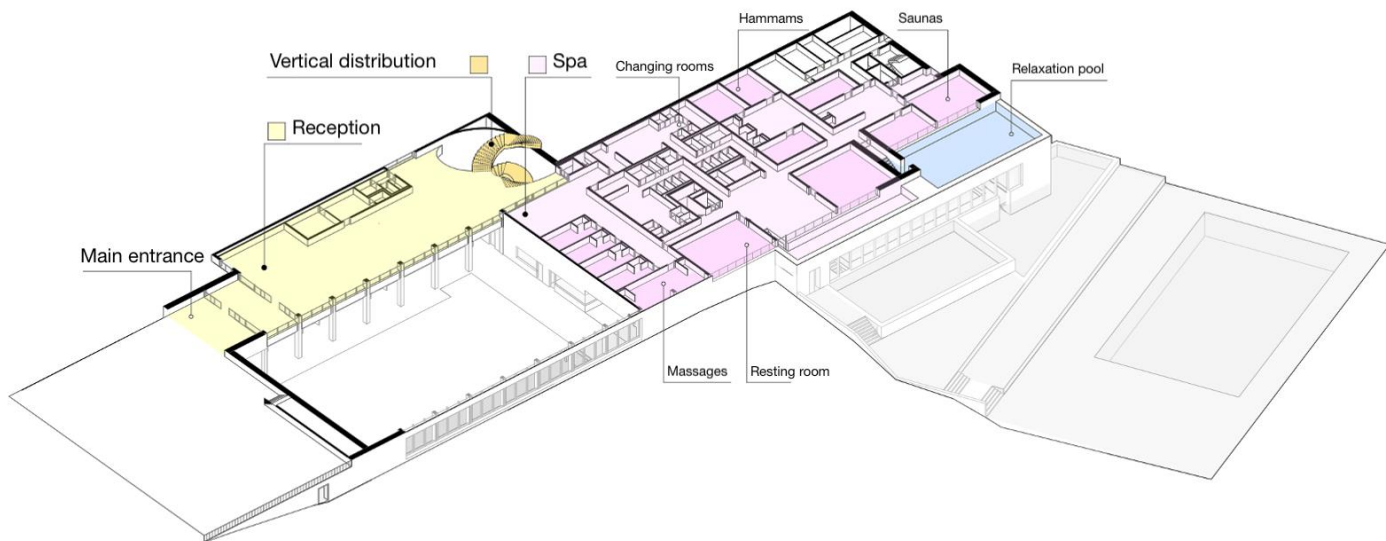 Hammams
Saunas
Vertical distribution
Spa
Changing rooms
Relaxation pool
Reception
Main entrance
Massages
Resting room